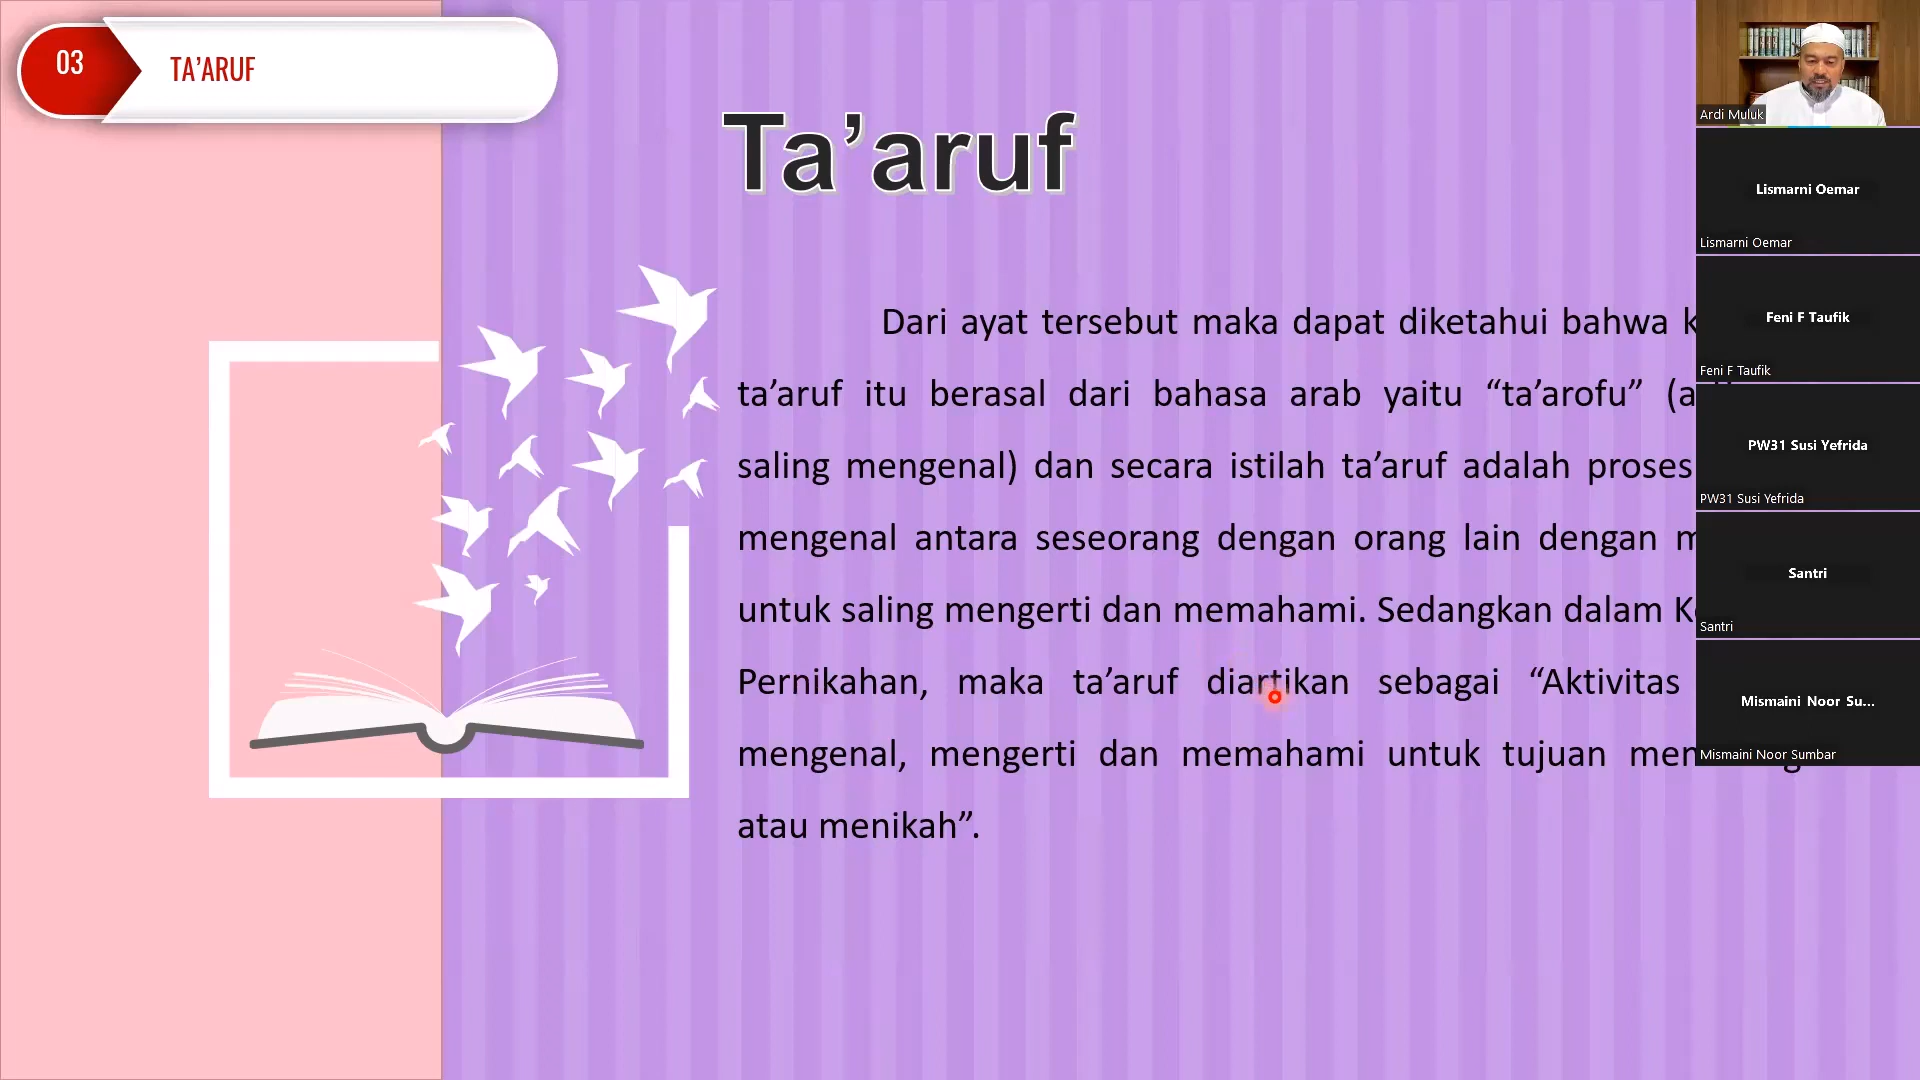 03
TA’ARUF
Ta’aruf
Dari ayat tersebut maka dapat diketahui bahwa
ta’aruf itu berasal dari bahasa arab yaitu “ta’arofu”
saling mengenal) dan secara istilah ta’aruf adalah proses
mengenal antara seseorang dengan orang lain dengan
untuk saling mengerti dan memahami. Sedangkan dalam
Pernikahan, maka ta’aruf diartikan sebagai “Aktivitas
mengenal, mengerti dan memahami untuk tujuan
atau menikah”.
Ardi Muluk
Lismarni Oemar
Lismarni Oemar
Feni F Taufik
Feni F Taufik
PW31 Susi Yefrida
PW31 Susi Yefrida
Santri
Santri
Mismaini Noor Su...
Mismaini Noor Sumbar